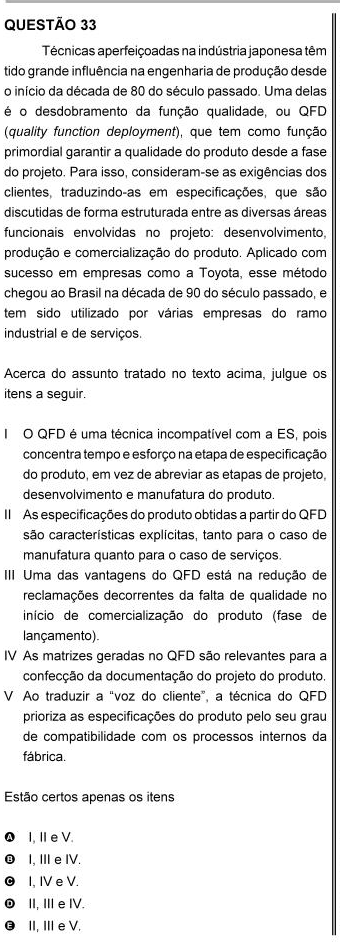 QUESTÃO 33
Técnicas aperfeiçoadas na indústria japonesa têm
tido grande influência na engenharia de produção desde
o início da década de 80 do século passado. Uma delas
é o desdobramento da função qualidade, ou QFD
(quality function deployment), que tem como função
primordial garantir a qualidade do produto desde a fase
do projeto. Para isso, consideram-se as exigências dos
clientes, traduzindo-as em especificações, que são
discutidas de forma estruturada entre as diversas áreas
funcionais envolvidas no projeto: desenvolvimento,
produção e comercialização do produto. Aplicado com
sucesso em empresas como a Toyota, esse método
chegou ao Brasil na década de 90 do século passado, e
tem sido utilizado por várias empresas do ramo
industrial e de serviços.
Acerca do assunto tratado no texto acima, julgue os
itens a seguir.
I O QFD é uma técnica incompatível com a ES, pois
concentra tempo e esforço na etapa de especificação
do produto, em vez de abreviar as etapas de projeto,
desenvolvimento e manufatura do produto.
II As especificações do produto obtidas a partir do QFD
são características explícitas, tanto para o caso de
manufatura quanto para o caso de serviços.
III Uma das vantagens do QFD está na redução de
reclamações decorrentes da falta de qualidade no
início de comercialização do produto (fase de
lançamento).
IV As matrizes geradas no QFD são relevantes para a
confecção da documentação do projeto do produto.
V Ao traduzir a “voz do cliente”, a técnica do QFD
prioriza as especificações do produto pelo seu grau
de compatibilidade com os processos internos da
fábrica.
Estão certos apenas os itens
A I, II e V.
B I, III e IV.
C I, IV e V.
D II, III e IV.
E II, III e V.